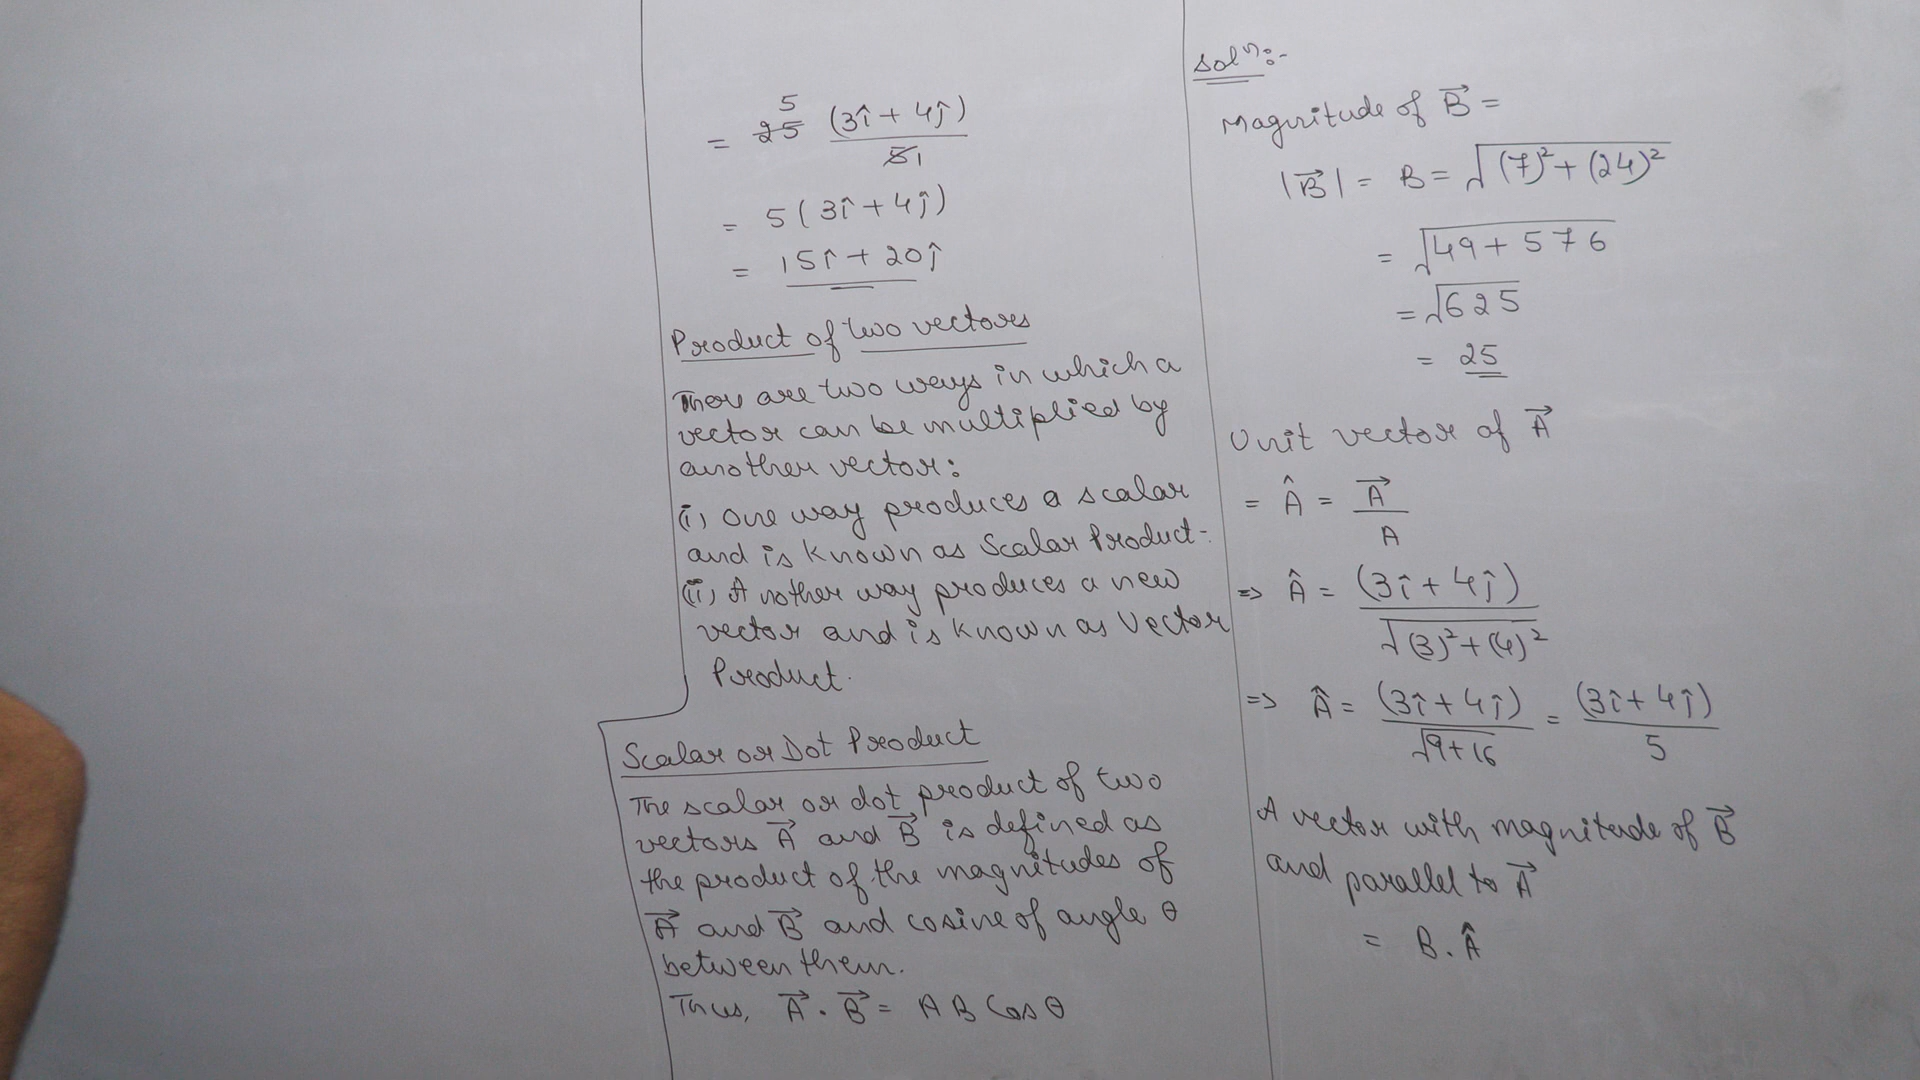 = 25 5 (3î + 4ĵ) / 5 1
= 5 (3î + 4ĵ)
= 15î + 20ĵ
Product of two vectors
There are two ways in which a
vector can be multiplied by
another vector:
(i) One way produces a scalar
and is known as Scalar Product.
(ii) Another way produces a new
vector and is known as Vector
Product.
Scalar or Dot Product
The scalar or dot product of two
vectors A⃗ and B⃗ is defined as
the product of the magnitudes of
A⃗ and B⃗ and cosine of angle θ
between them.
Thus, A⃗ . B⃗ = A B Cos θ
Solⁿ:-
Magnitude of B⃗ =
|B⃗| = B = √(7)² + (24)²
= √49 + 576
= √625
= 25
Unit vector of A⃗
= Â = A⃗ / A
=> Â = (3î + 4ĵ) / √(3)² + (4)²
=> Â = (3î + 4ĵ) / √9 + 16 = (3î + 4ĵ) / 5
A vector with magnitude of B⃗
and parallel to A⃗
= B . Â